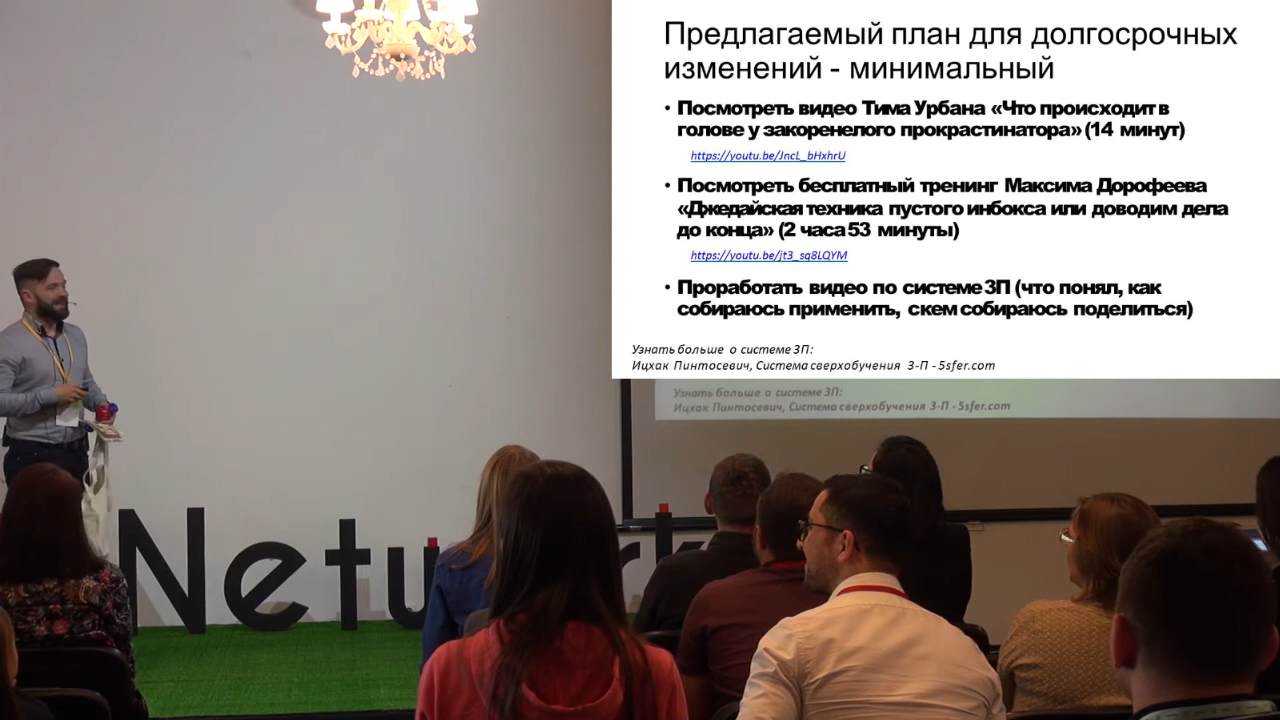 Предлагаемый план для долгосрочных
изменений - минимальный
• Посмотреть видео Тима Урбана «Что происходит в
голове у закоренелого прокрастинатора» (14 минут)
https://youtu.be/JncL_bHxhrU
• Посмотреть бесплатный тренинг Максима Дорофеева
«Джедайская техника пустого инбокса или доводим дела
до конца» (2 часа 53 минуты)
https://youtu.be/jt3_sq8LQYM
• Проработать видео по системе 3П (что понял, как
собираюсь применить, с кем собираюсь поделиться)
Узнать больше о системе 3П:
Ицхак Пинтосевич, Система сверхобучения 3-П - 5sfer.com
Узнать больше о системе 3П:
Ицхак Пинтосевич, Система сверхобучения 3-П - 5sfer.com